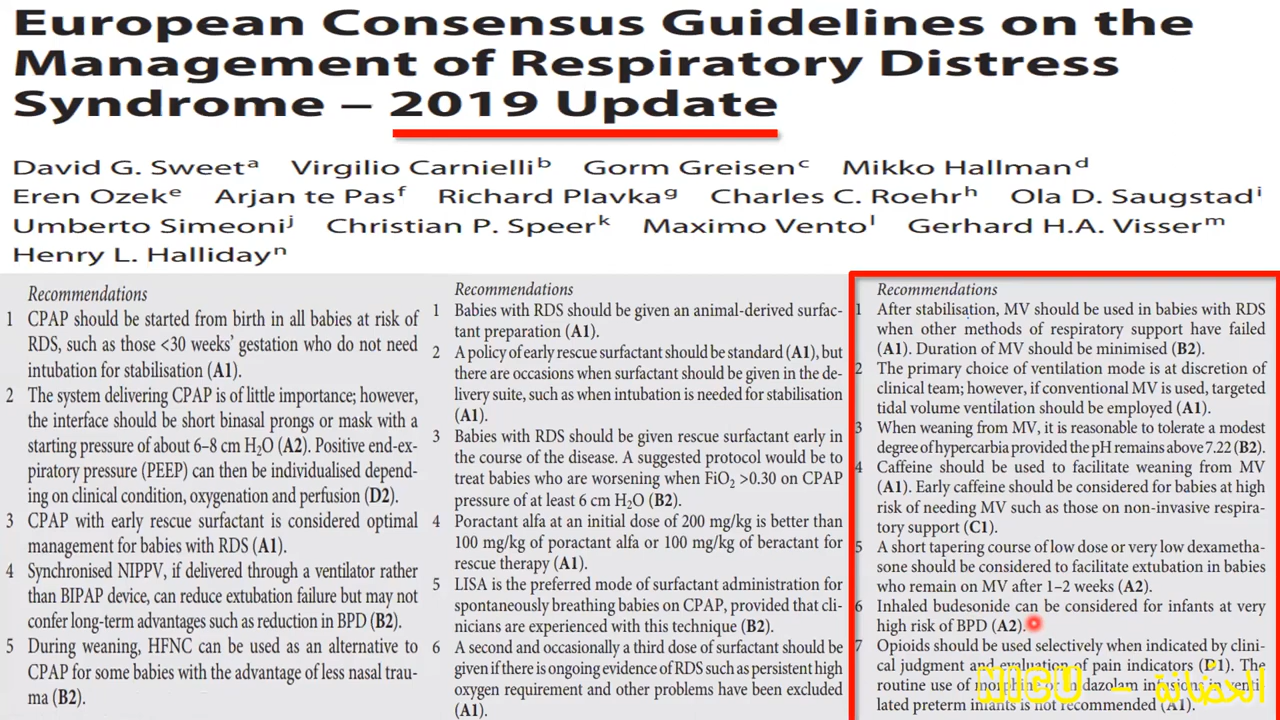 European Consensus Guidelines on the
Management of Respiratory Distress
Syndrome – 2019 Update
David G. Sweetᵃ Virgilio Carnielliᵇ Gorm Greisenᶜ Mikko Hallmanᵈ
Eren Ozekᵉ Arjan te Pasᶠ Richard Plavkaᵍ Charles C. Roehrʰ Ola D. Saugstadⁱ
Umberto Simeoniʲ Christian P. Speerᵏ Maximo Ventoˡ Gerhard H.A. Visserᵐ
Henry L. Hallidayⁿ
Recommendations
1 CPAP should be started from birth in all babies at risk of
RDS, such as those <30 weeks’ gestation who do not need
intubation for stabilisation (A1).
2 The system delivering CPAP is of little importance; however,
the interface should be short binasal prongs or mask with a
starting pressure of about 6–8 cm H₂O (A2). Positive end-ex-
piratory pressure (PEEP) can then be individualised depend-
ing on clinical condition, oxygenation and perfusion (D2).
3 CPAP with early rescue surfactant is considered optimal
management for babies with RDS (A1).
4 Synchronised NIPPV, if delivered through a ventilator rather
than BIPAP device, can reduce extubation failure but may not
confer long-term advantages such as reduction in BPD (B2).
5 During weaning, HFNC can be used as an alternative to
CPAP for some babies with the advantage of less nasal trau-
ma (B2).
Recommendations
1 Babies with RDS should be given an animal-derived surfac-
tant preparation (A1).
2 A policy of early rescue surfactant should be standard (A1), but
there are occasions when surfactant should be given in the de-
livery suite, such as when intubation is needed for stabilisation
(A1).
3 Babies with RDS should be given rescue surfactant early in
the course of the disease. A suggested protocol would be to
treat babies who are worsening when FiO₂ >0.30 on CPAP
pressure of at least 6 cm H₂O (B2).
4 Poractant alfa at an initial dose of 200 mg/kg is better than
100 mg/kg of poractant alfa or 100 mg/kg of beractant for
rescue therapy (A1).
5 LISA is the preferred mode of surfactant administration for
spontaneously breathing babies on CPAP, provided that cli-
nicians are experienced with this technique (B2).
6 A second and occasionally a third dose of surfactant should be
given if there is ongoing evidence of RDS such as persistent high
oxygen requirement and other problems have been excluded
(A1).
Recommendations
1 After stabilisation, MV should be used in babies with RDS
when other methods of respiratory support have failed
(A1). Duration of MV should be minimised (B2).
2 The primary choice of ventilation mode is at discretion of
clinical team; however, if conventional MV is used, targeted
tidal volume ventilation should be employed (A1).
3 When weaning from MV, it is reasonable to tolerate a modest
degree of hypercarbia provided the pH remains above 7.22 (B2).
4 Caffeine should be used to facilitate weaning from MV
(A1). Early caffeine should be considered for babies at high
risk of needing MV such as those on non-invasive respira-
tory support (C1).
5 A short tapering course of low dose or very low dexametha-
sone should be considered to facilitate extubation in babies
who remain on MV after 1–2 weeks (A2).
6 Inhaled budesonide can be considered for infants at very
high risk of BPD (A2).
7 Opioids should be used selectively when indicated by clini-
cal judgment and evaluation of pain indicators (D1). The
routine use of morphine or midazolam infusions in venti-
lated preterm infants is not recommended (A1).
NICU – الحضّانة